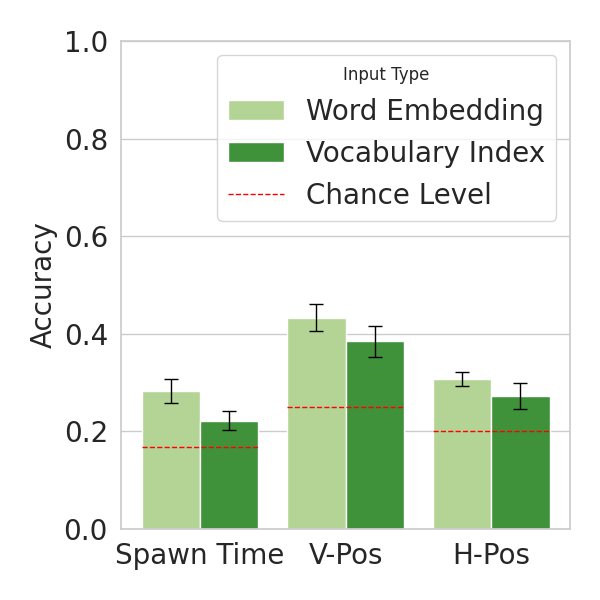 Input Type
Word Embedding
Vocabulary Index
Chance Level
Accuracy
1.0
0.8
0.6
0.4
0.2
0.0
Spawn Time V-Pos H-Pos